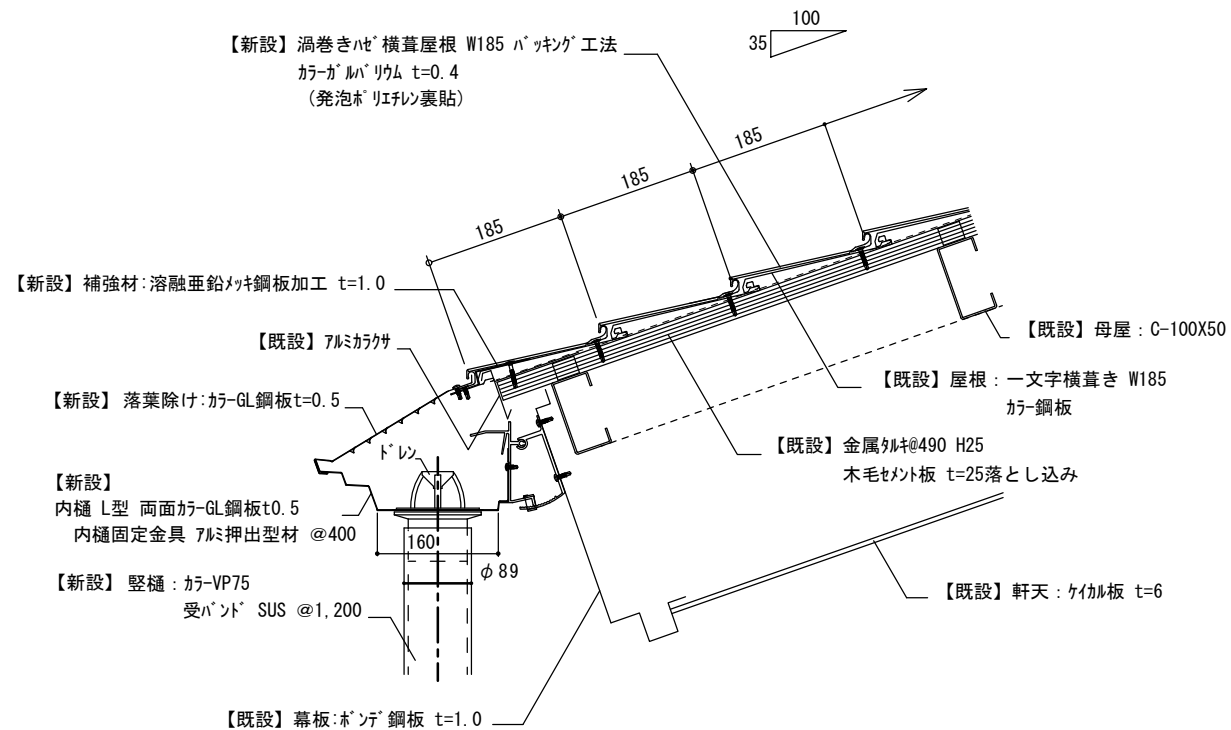 100
35
【新設】渦巻きﾊｾﾞ横葺屋根 W185 ﾊﾞｯｷﾝｸﾞ工法
ｶﾗｰｶﾞﾙﾊﾞﾘｳﾑ t=0.4
(発泡ﾎﾟﾘｴﾁﾚﾝ裏貼)
185
185
185
【新設】補強材:溶融亜鉛ﾒｯｷ鋼板加工 t=1.0
【既設】ｱﾙﾐｶﾗｸｻ
【新設】落葉除け:ｶﾗｰGL鋼板t=0.5
ﾄﾞﾚﾝ
【新設】
内樋 L型 両面ｶﾗｰGL鋼板t0.5
内樋固定金具 ｱﾙﾐ押出型材 @400
160
φ89
【新設】竪樋：ｶﾗｰVP75
受ﾊﾞﾝﾄﾞ SUS @1,200
【既設】幕板:ﾎﾞﾝﾃﾞ鋼板 t=1.0
【既設】母屋：C-100X50
【既設】屋根：一文字横葺き W185
ｶﾗｰ鋼板
【既設】金属ﾀﾙｷ@490 H25
木毛ｾﾒﾝﾄ板 t=25落とし込み
【既設】軒天：ｹｲｶﾙ板 t=6